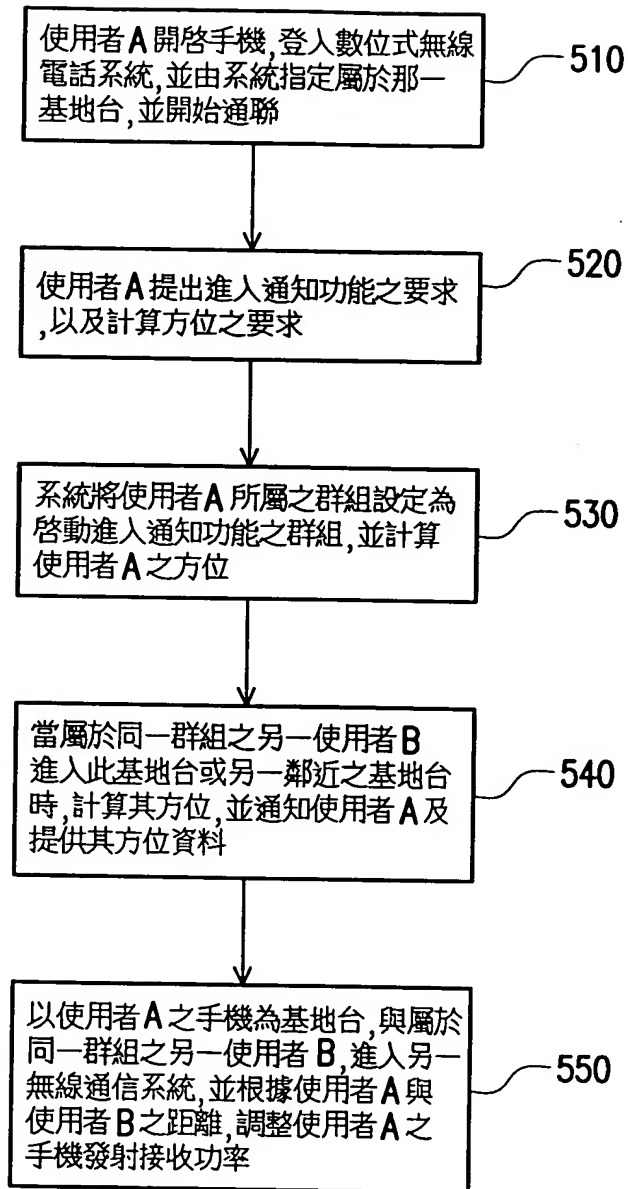 使用者A開啓手機,登入數位式無線
電話系統,並由系統指定屬於那一
基地台,並開始通聯
510
使用者A提出進入通知功能之要求
,以及計算方位之要求
520
系統將使用者A所屬之群組設定為
啓動進入通知功能之群組,並計算
使用者A之方位
530
當屬於同一群組之另一使用者B
進入此基地台或另一鄰近之基地台
時,計算其方位,並通知使用者A及
提供其方位資料
540
以使用者A之手機為基地台,與屬於
同一群組之另一使用者B,進入另一
無線通信系統,並根據使用者A與
使用者B之距離,調整使用者A之
手機發射接收功率
550